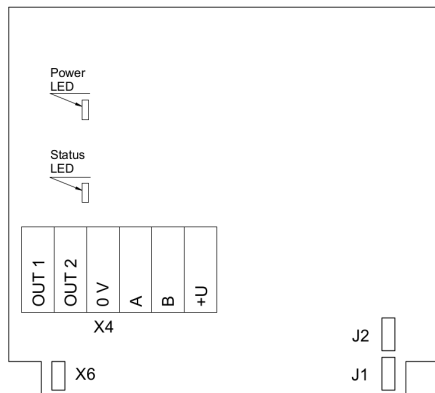 Power
LED
Status
LED
OUT 1
OUT 2
0 V
A
B
+U
X4
J2
X6
J1